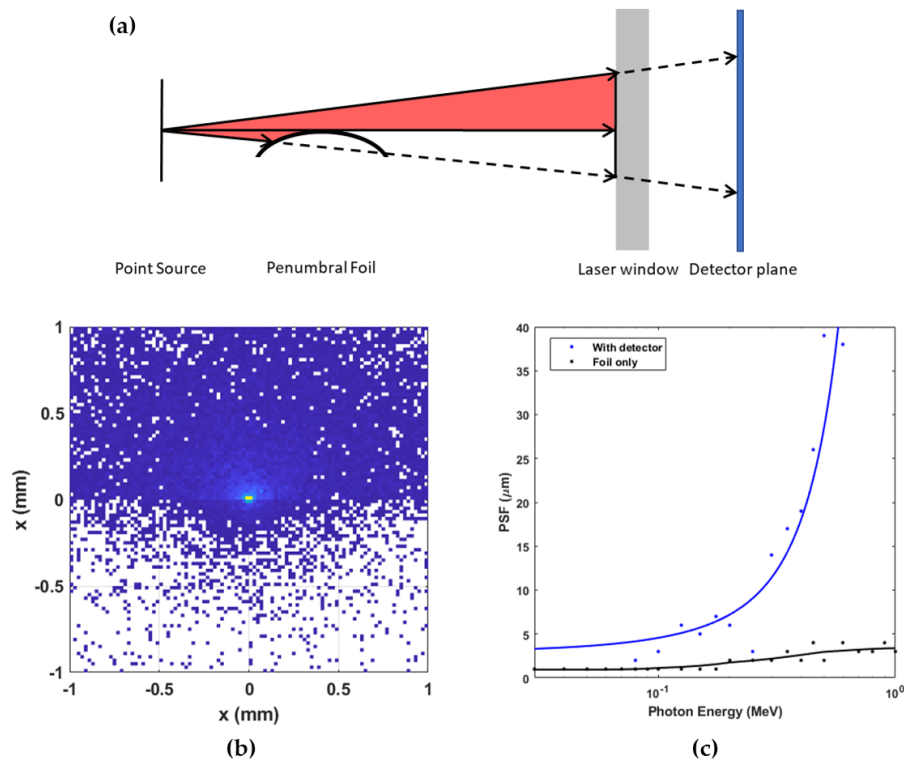 (a)
Point Source
Penumbral Foil
Laser window
Detector plane
1
0.5
0
-0.5
-1
x (mm)
-1
-0.5
0
0.5
1
x (mm)
(b)
40
35
30
25
20
15
10
5
0
PSF (μm)
With detector
Foil only
10⁻¹
10⁰
Photon Energy (MeV)
(c)